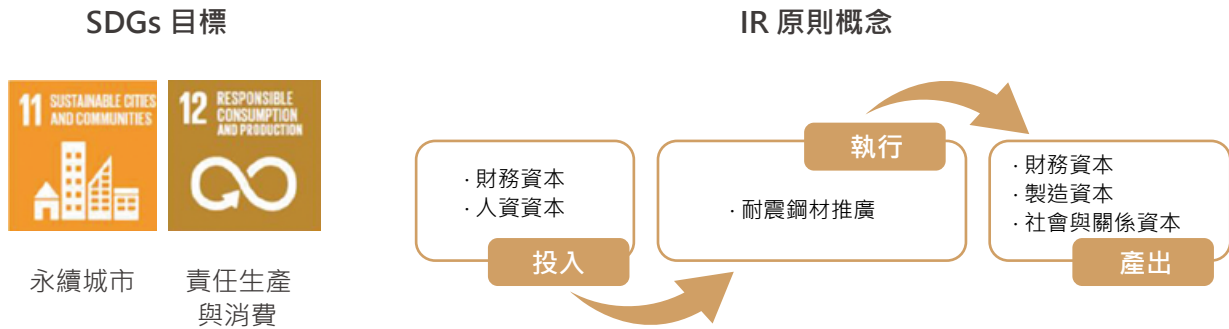 SDGs 目標
11 SUSTAINABLE CITIES
AND COMMUNITIES
12 RESPONSIBLE
CONSUMPTION
AND PRODUCTION
永續城市
責任生產
與消費
IR 原則概念
· 財務資本
· 人資資本
投入
執行
· 耐震鋼材推廣
· 財務資本
· 製造資本
· 社會與關係資本
產出